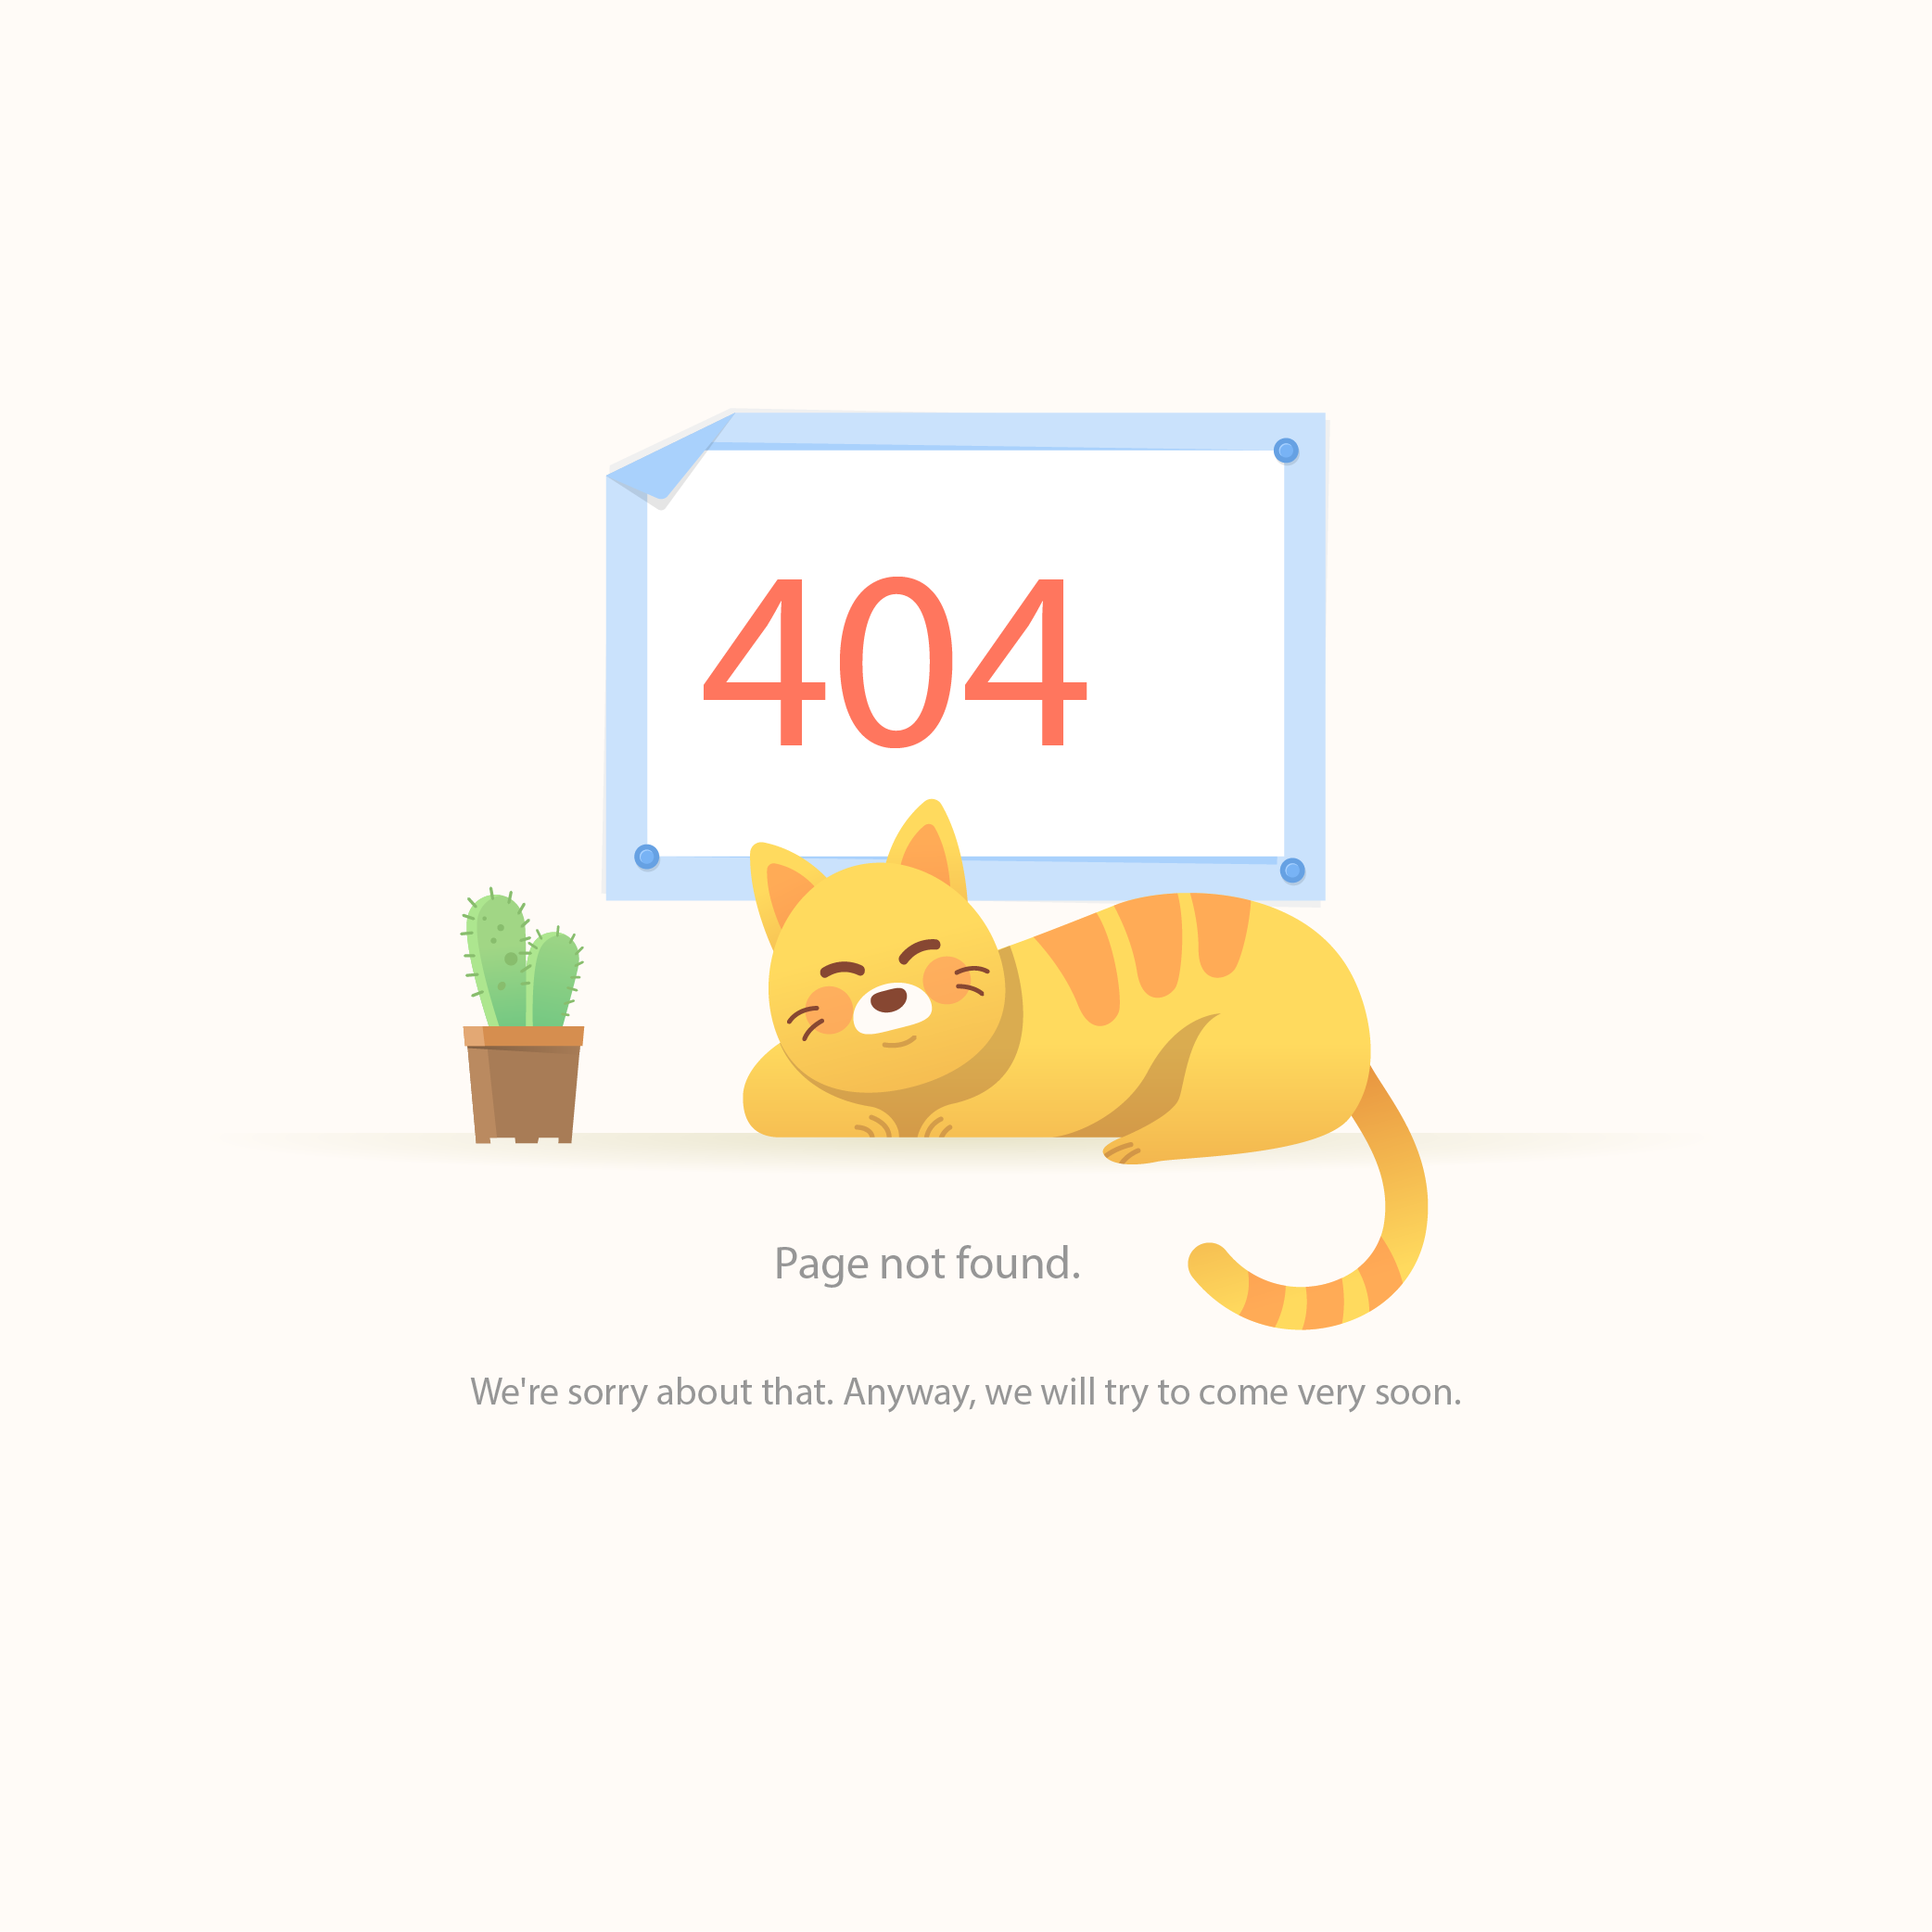 404
Page not found.
We're sorry about that. Anyway, we will try to come very soon.